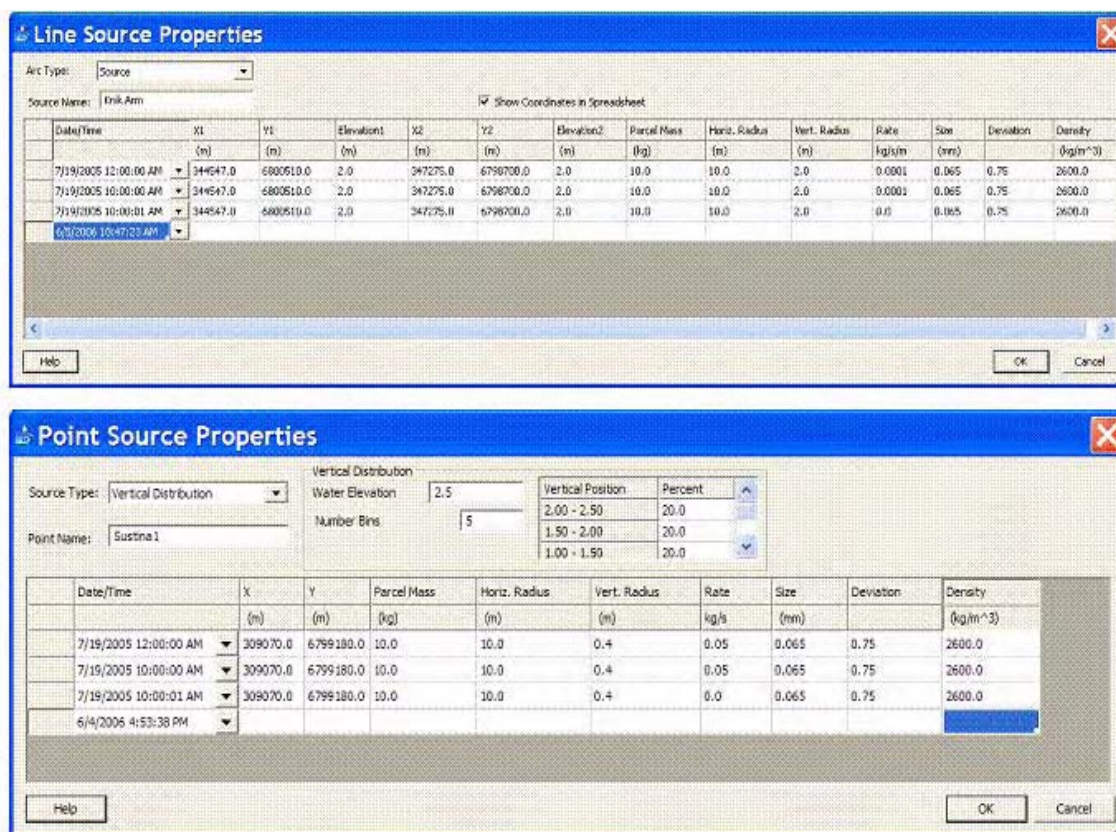 Line Source Properties
Arc Type: Source
Source Name: Knik Arm Show Coordinates in Spreadsheet
Date/Time X1 Y1 Elevation1 X2 Y2 Elevation2 Parcel Mass Horiz. Radius Vert. Radius Rate Size Deviation Density
(m) (m) (m) (m) (m) (m) (kg) (m) (m) kg/s/m (mm) (kg/m^3)
7/19/2005 12:00:00 AM 344547.0 6800510.0 2.0 347275.0 6798700.0 2.0 10.0 10.0 2.0 0.0001 0.065 0.75 2600.0
7/19/2005 10:00:00 AM 344547.0 6800510.0 2.0 347275.0 6798700.0 2.0 10.0 10.0 2.0 0.0001 0.065 0.75 2600.0
7/19/2005 10:00:01 AM 344547.0 6800510.0 2.0 347275.0 6798700.0 2.0 10.0 10.0 2.0 0.0 0.065 0.75 2600.0
6/5/2006 10:47:23 AM
Help OK Cancel
Point Source Properties
Vertical Distribution
Source Type: Vertical Distribution Water Elevation 2.5 Vertical Position Percent
2.00 - 2.50 20.0
Number Bins 5 1.50 - 2.00 20.0
Point Name: Sustina1 1.00 - 1.50 20.0
Date/Time X Y Parcel Mass Horiz. Radius Vert. Radius Rate Size Deviation Density
(m) (m) (kg) (m) (m) kg/s (mm) (kg/m^3)
7/19/2005 12:00:00 AM 309070.0 6799180.0 10.0 10.0 0.4 0.05 0.065 0.75 2600.0
7/19/2005 10:00:00 AM 309070.0 6799180.0 10.0 10.0 0.4 0.05 0.065 0.75 2600.0
7/19/2005 10:00:01 AM 309070.0 6799180.0 10.0 10.0 0.4 0.0 0.065 0.75 2600.0
6/4/2006 4:53:38 PM
Help OK Cancel